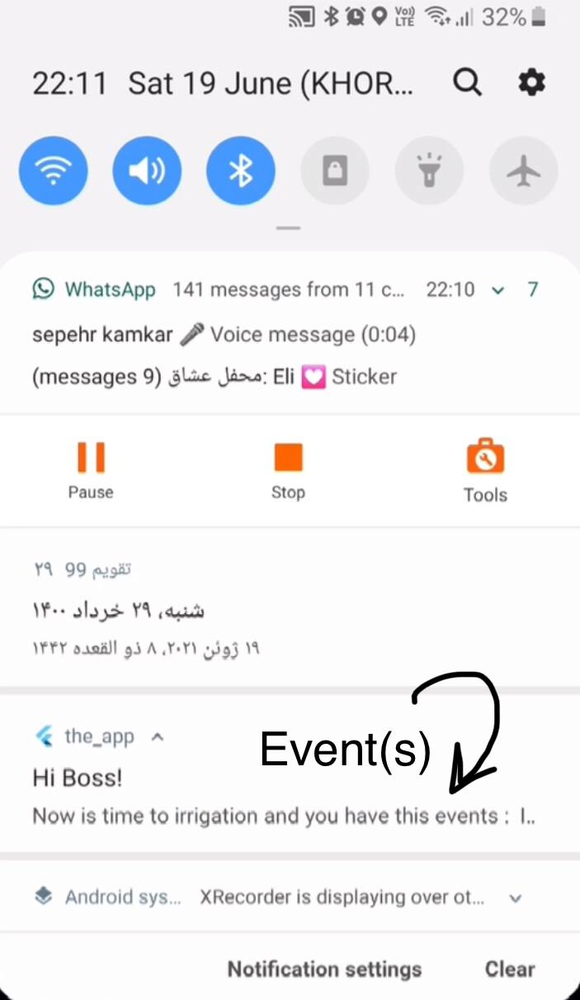 Vo)) LTE 32%
22:11 Sat 19 June (KHOR...
WhatsApp 141 messages from 11 c... 22:10 7
sepehr kamkar 🎤 Voice message (0:04)
(messages 9) محفل عشاق: Eli 💟 Sticker
Pause Stop Tools
تقویم 99 ۲۹
شنبه، ۲۹ خرداد ۱۴۰۰
۱۹ ژوئن ۲۰۲۱، ۸ ذو القعده ۱۴۴۲
the_app
Event(s)
Hi Boss!
Now is time to irrigation and you have this events : I..
Android sys... XRecorder is displaying over ot...
Notification settings Clear